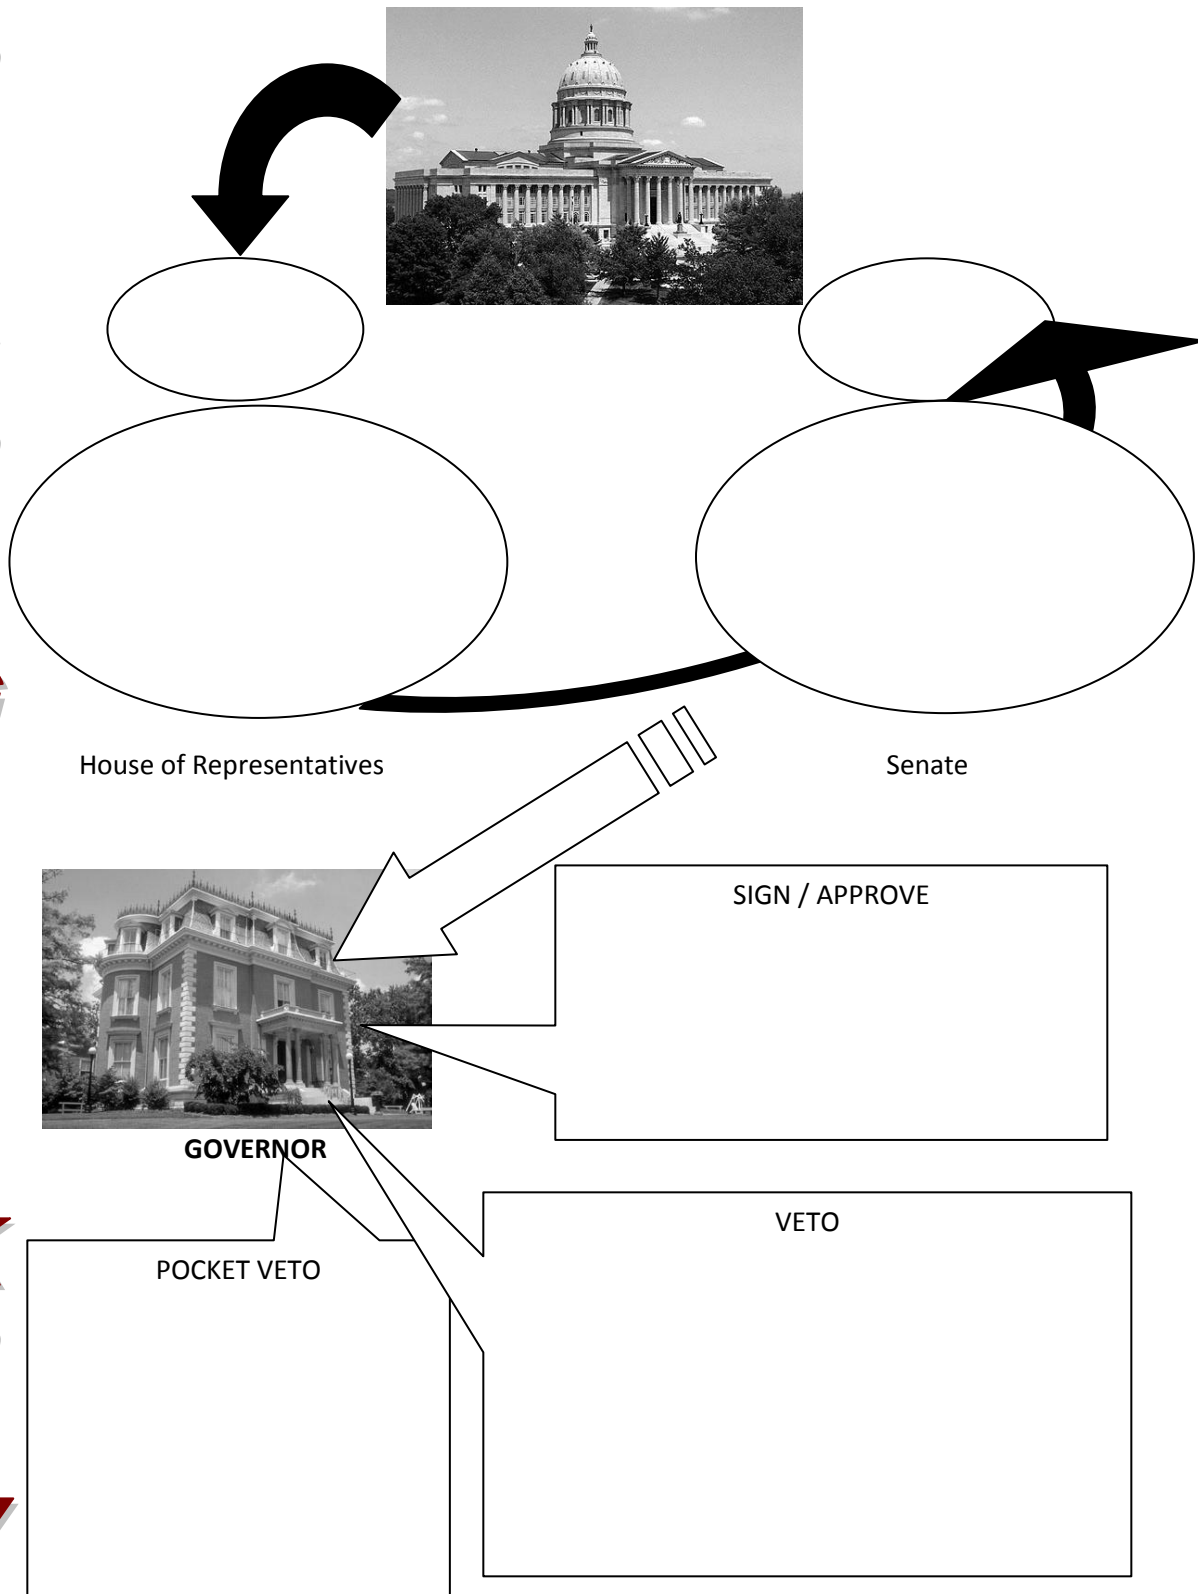 House of Representatives
Senate
SIGN / APPROVE
GOVERNOR
VETO
POCKET VETO